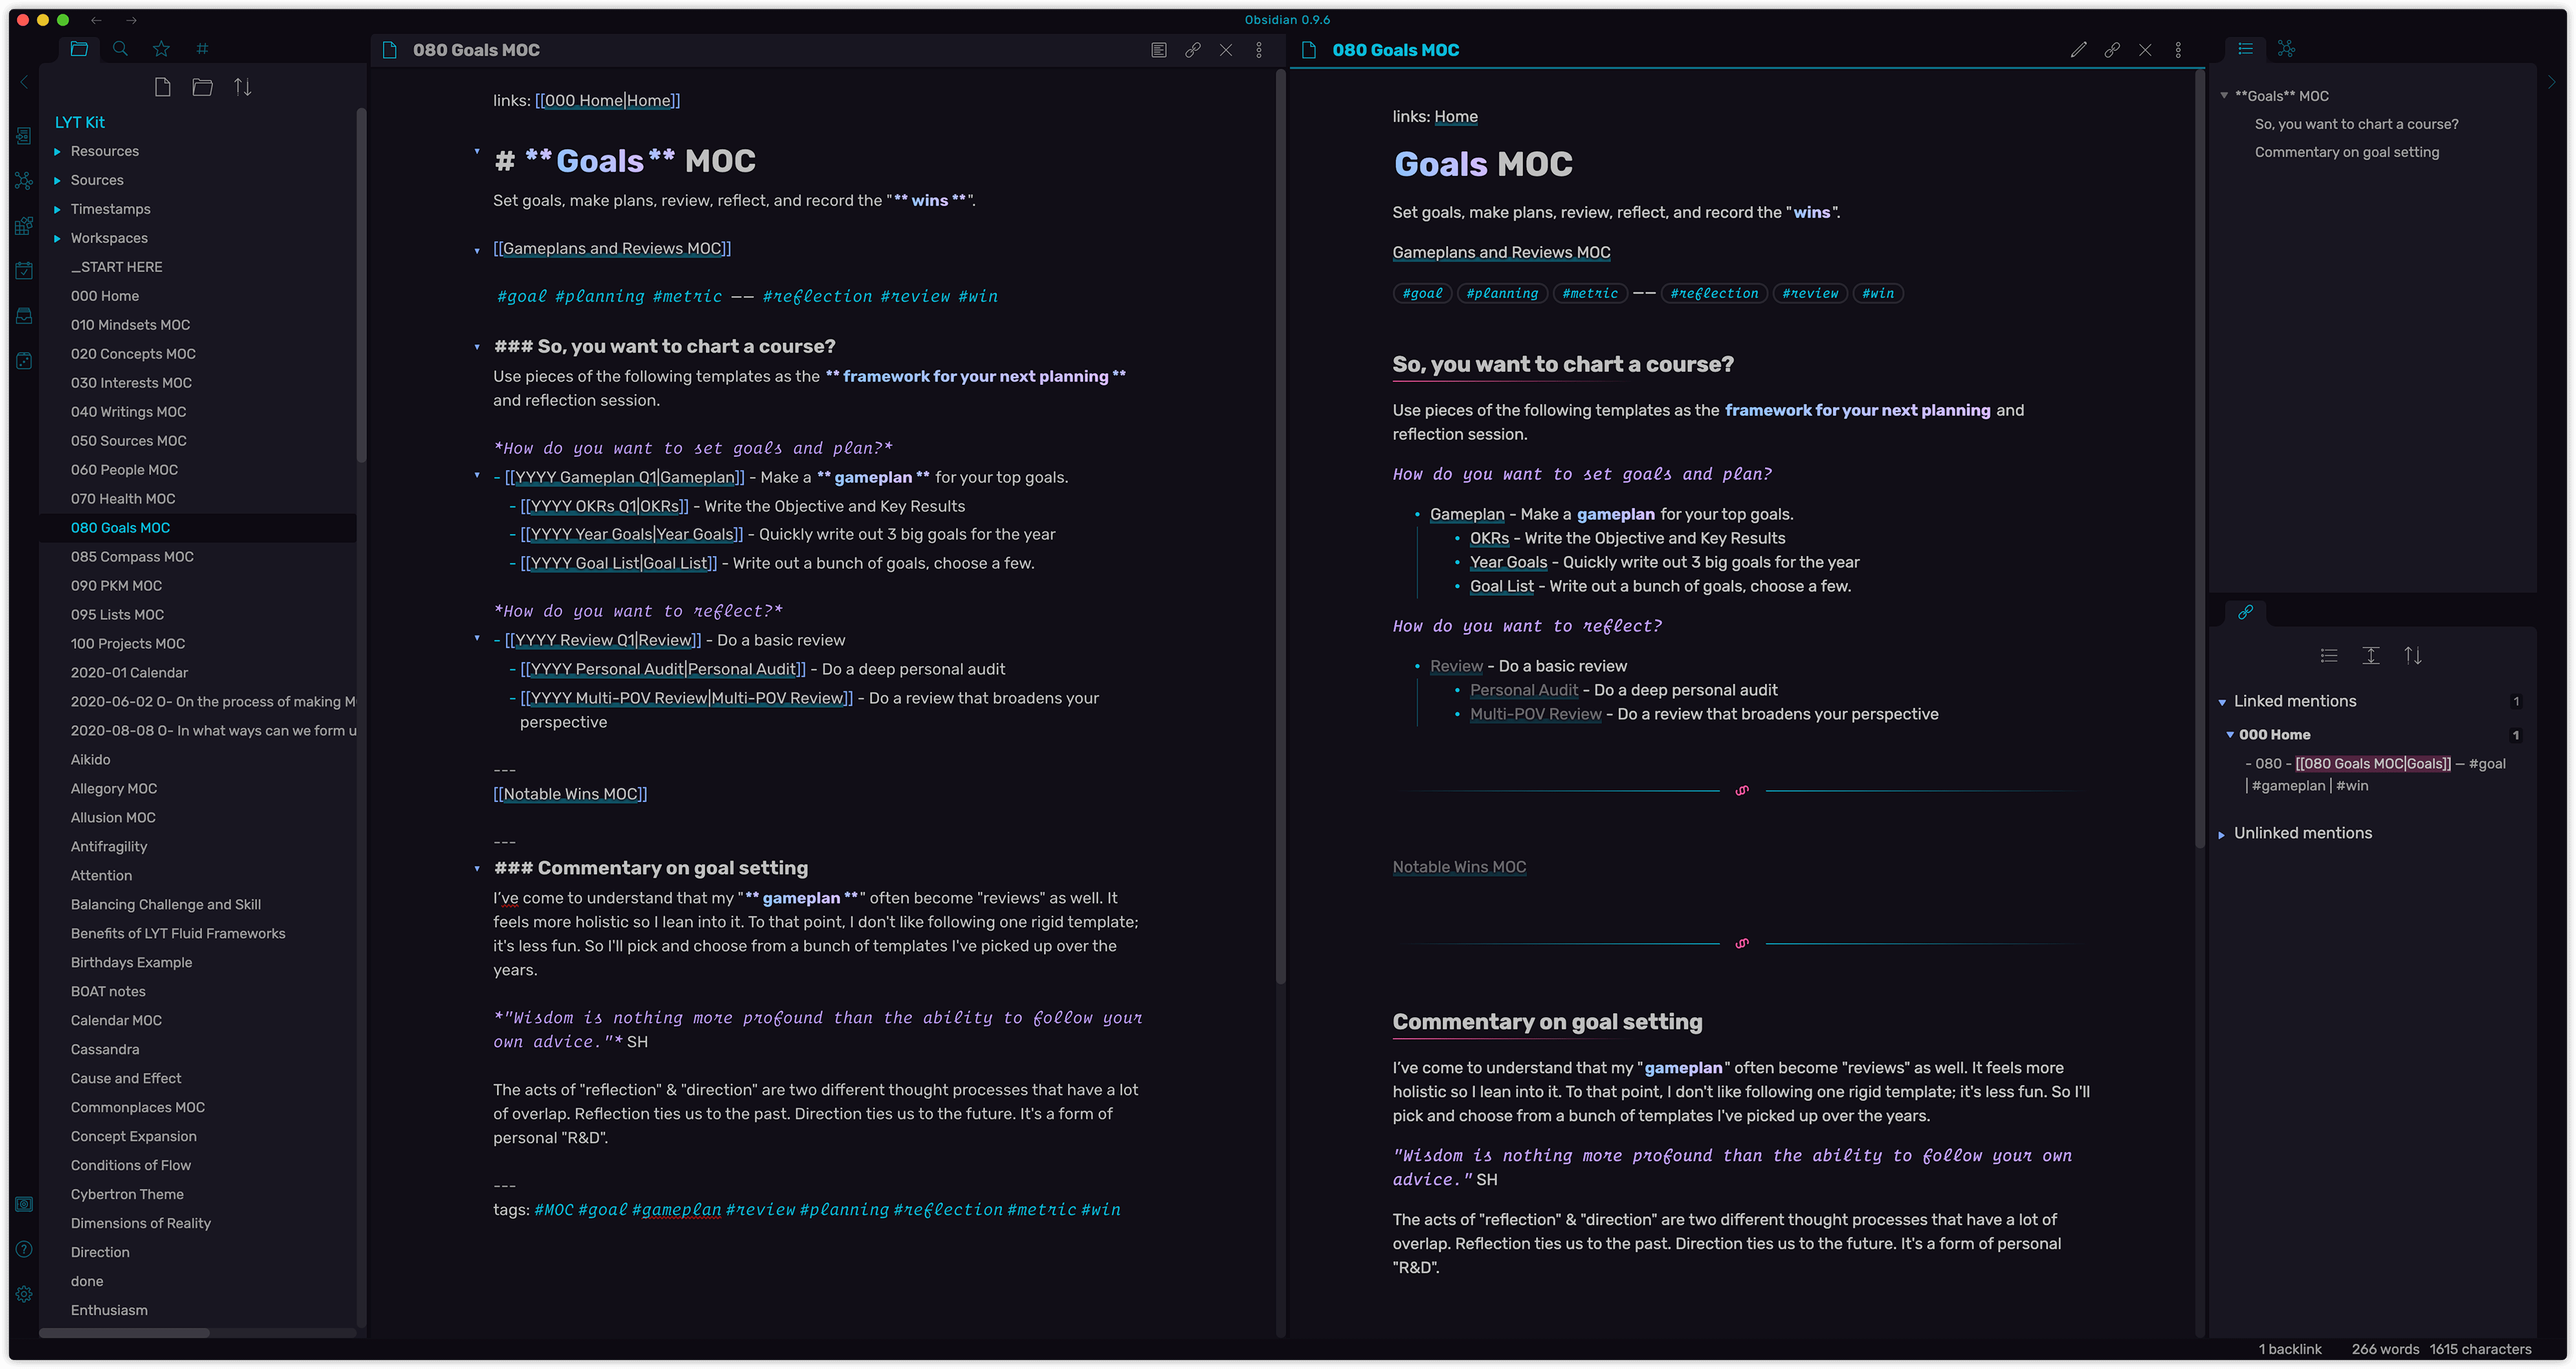 Obsidian 0.9.6
LYT Kit
Resources
Sources
Timestamps
Workspaces
_START HERE
000 Home
010 Mindsets MOC
020 Concepts MOC
030 Interests MOC
040 Writings MOC
050 Sources MOC
060 People MOC
070 Health MOC
080 Goals MOC
085 Compass MOC
090 PKM MOC
095 Lists MOC
100 Projects MOC
2020-01 Calendar
2020-06-02 O- On the process of making M
2020-08-08 O- In what ways can we form u
Aikido
Allegory MOC
Allusion MOC
Antifragility
Attention
Balancing Challenge and Skill
Benefits of LYT Fluid Frameworks
Birthdays Example
BOAT notes
Calendar MOC
Cassandra
Cause and Effect
Commonplaces MOC
Concept Expansion
Conditions of Flow
Cybertron Theme
Dimensions of Reality
Direction
done
Enthusiasm
080 Goals MOC
links: [[000 Home|Home]]
# **Goals** MOC
Set goals, make plans, review, reflect, and record the "** wins **".
[[Gameplans and Reviews MOC]]
#goal #planning #metric —— #reflection #review #win
### So, you want to chart a course?
Use pieces of the following templates as the ** framework for your next planning **
and reflection session.
*How do you want to set goals and plan?*
- [[YYYY Gameplan Q1|Gameplan]] - Make a ** gameplan ** for your top goals.
- [[YYYY OKRs Q1|OKRs]] - Write the Objective and Key Results
- [[YYYY Year Goals|Year Goals]] - Quickly write out 3 big goals for the year
- [[YYYY Goal List|Goal List]] - Write out a bunch of goals, choose a few.
*How do you want to reflect?*
- [[YYYY Review Q1|Review]] - Do a basic review
- [[YYYY Personal Audit|Personal Audit]] - Do a deep personal audit
- [[YYYY Multi-POV Review|Multi-POV Review]] - Do a review that broadens your
perspective
---
[[Notable Wins MOC]]
---
### Commentary on goal setting
I've come to understand that my "** gameplan **" often become "reviews" as well. It
feels more holistic so I lean into it. To that point, I don't like following one rigid template;
it's less fun. So I'll pick and choose from a bunch of templates I've picked up over the
years.
*"Wisdom is nothing more profound than the ability to follow your
own advice."* SH
The acts of "reflection" & "direction" are two different thought processes that have a lot
of overlap. Reflection ties us to the past. Direction ties us to the future. It's a form of
personal "R&D".
---
tags: #MOC #goal #gameplan #review #planning #reflection #metric #win
080 Goals MOC
links: Home
Goals MOC
Set goals, make plans, review, reflect, and record the "wins".
Gameplans and Reviews MOC
#goal #planning #metric —— #reflection #review #win
So, you want to chart a course?
Use pieces of the following templates as the framework for your next planning and
reflection session.
How do you want to set goals and plan?
• Gameplan - Make a gameplan for your top goals.
• OKRs - Write the Objective and Key Results
• Year Goals - Quickly write out 3 big goals for the year
• Goal List - Write out a bunch of goals, choose a few.
How do you want to reflect?
• Review - Do a basic review
• Personal Audit - Do a deep personal audit
• Multi-POV Review - Do a review that broadens your perspective
Notable Wins MOC
Commentary on goal setting
I've come to understand that my "gameplan" often become "reviews" as well. It feels more
holistic so I lean into it. To that point, I don't like following one rigid template; it's less fun. So I'll
pick and choose from a bunch of templates I've picked up over the years.
"Wisdom is nothing more profound than the ability to follow your own
advice." SH
The acts of "reflection" & "direction" are two different thought processes that have a lot of
overlap. Reflection ties us to the past. Direction ties us to the future. It's a form of personal
"R&D".
**Goals** MOC
So, you want to chart a course?
Commentary on goal setting
Linked mentions 1
000 Home 1
- 080 - [[080 Goals MOC|Goals]] — #goal
| #gameplan | #win
Unlinked mentions
1 backlink 266 words 1615 characters